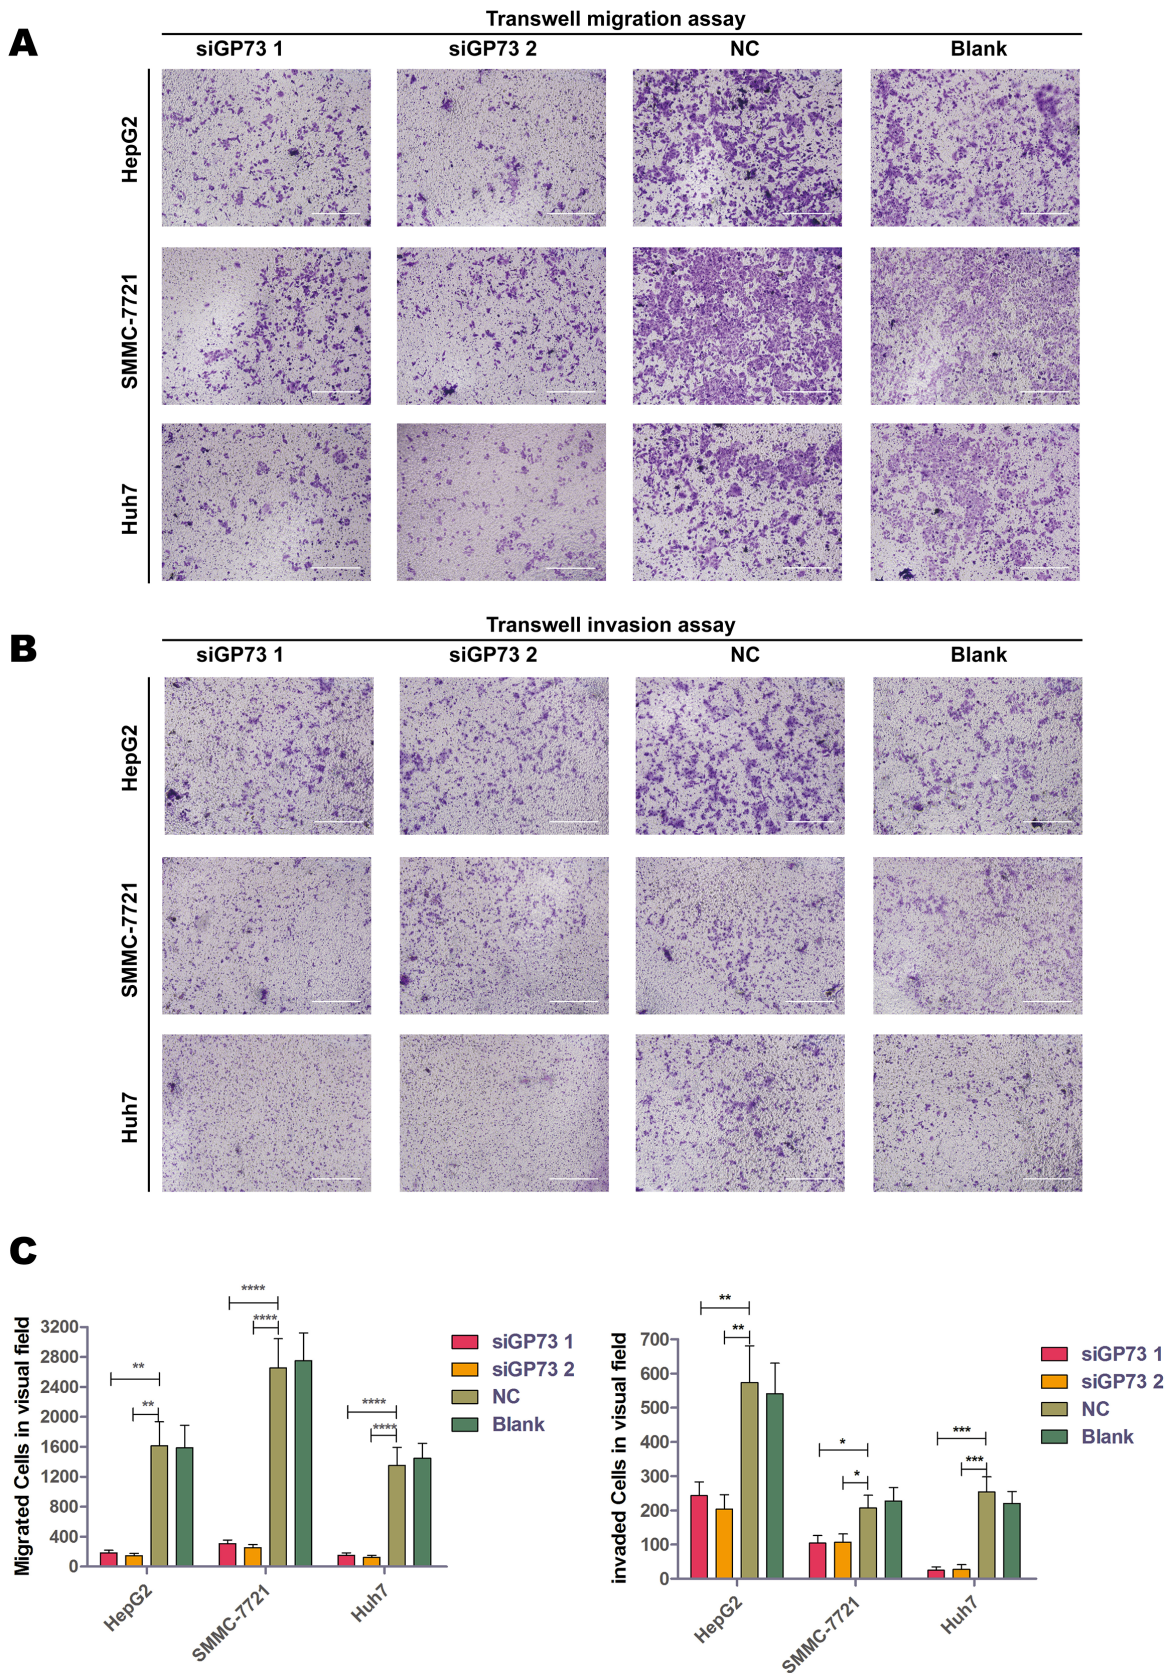 A
Transwell migration assay
siGP73 1 siGP73 2 NC Blank
HepG2
SMMC-7721
Huh7
B
Transwell invasion assay
siGP73 1 siGP73 2 NC Blank
HepG2
SMMC-7721
Huh7
C
Migrated Cells in visual field
3200
2800
2400
2000
1600
1200
800
400
0
** ** **** **** **** ****
HepG2 SMMC-7721 Huh7
siGP73 1
siGP73 2
NC
Blank
invaded Cells in visual field
700
600
500
400
300
200
100
0
** ** * * *** ***
HepG2 SMMC-7721 Huh7
siGP73 1
siGP73 2
NC
Blank